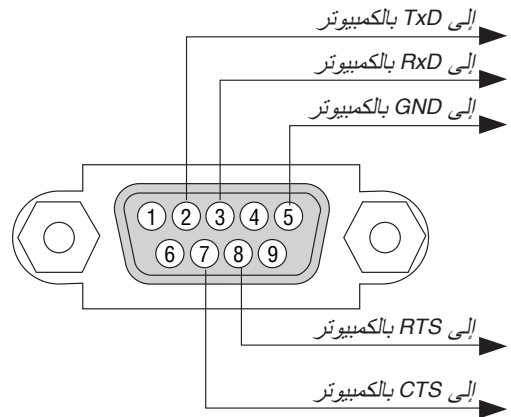 إلى TxD بالكمبيوتر
إلى RxD بالكمبيوتر
إلى GND بالكمبيوتر
1 2 3 4 5
6 7 8 9
إلى RTS بالكمبيوتر
إلى CTS بالكمبيوتر